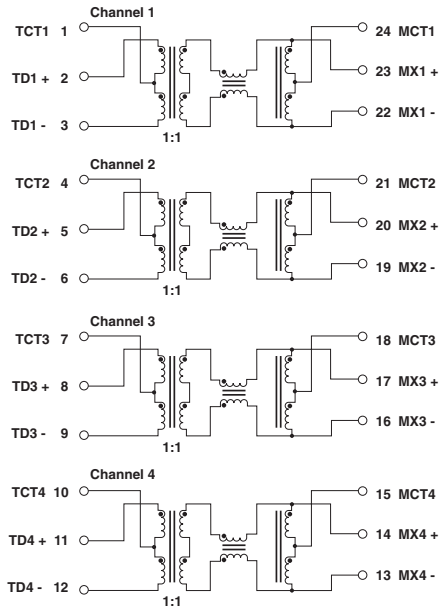 Channel 1
TCT1 1
24 MCT1
TD1 + 2
23 MX1 +
22 MX1 -
TD1 - 3
1:1
Channel 2
TCT2 4
21 MCT2
TD2 + 5
20 MX2 +
19 MX2 -
TD2 - 6
1:1
Channel 3
TCT3 7
18 MCT3
TD3 + 8
17 MX3 +
16 MX3 -
TD3 - 9
1:1
Channel 4
TCT4 10
15 MCT4
TD4 + 11
14 MX4 +
13 MX4 -
TD4 - 12
1:1